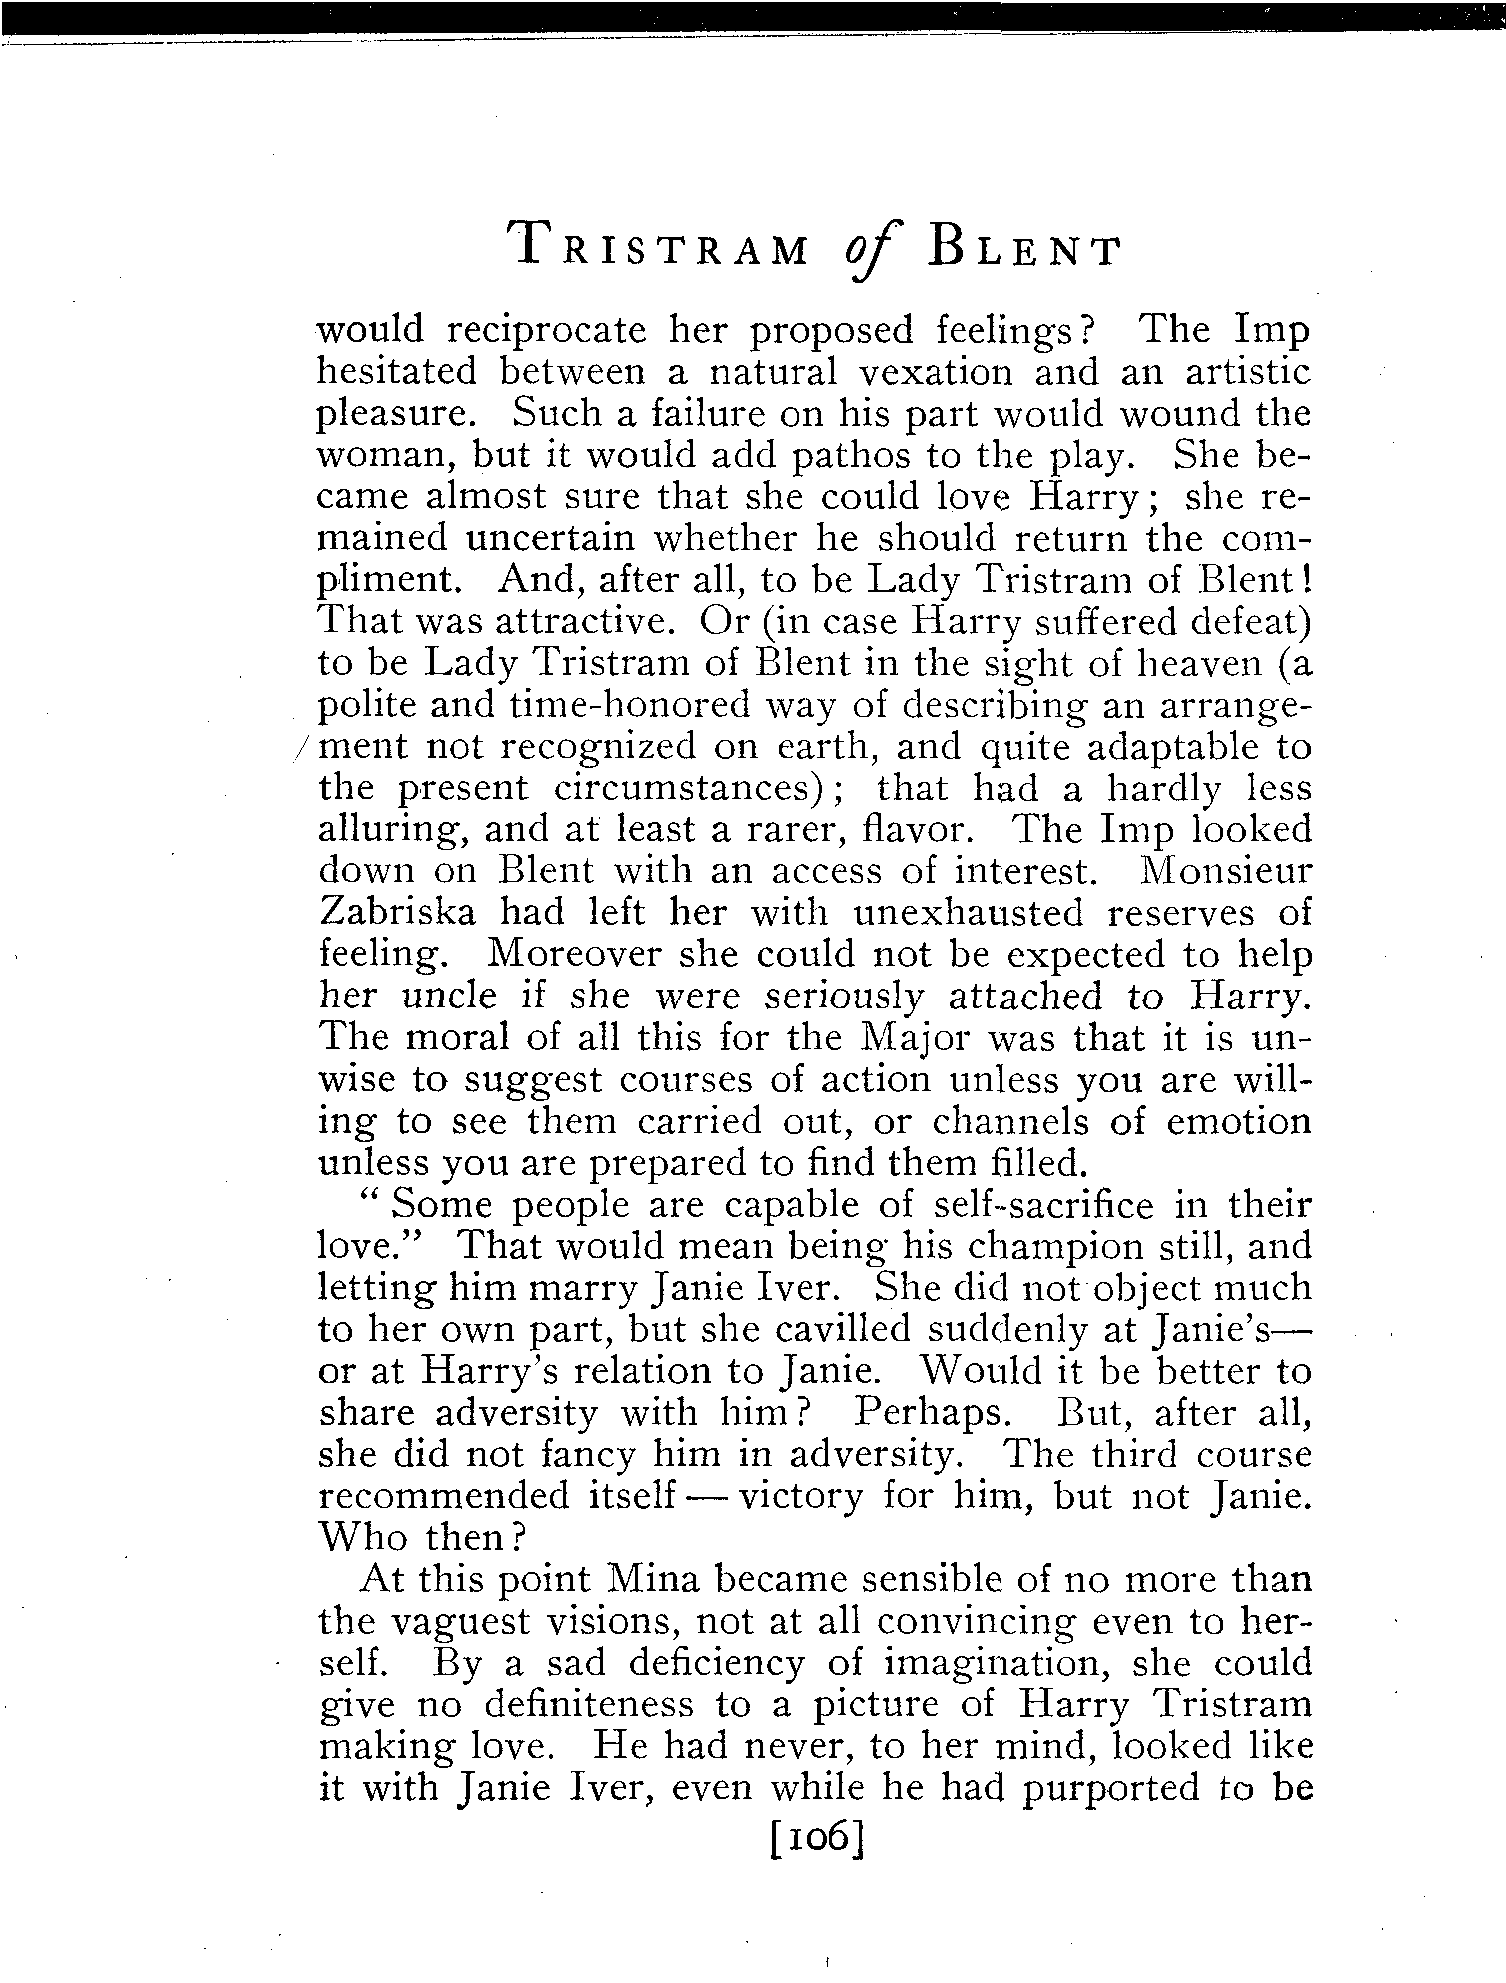 TRISTRAM of BLENT
would reciprocate her proposed feelings? The Imp
hesitated between a natural vexation and an artistic
pleasure. Such a failure on his part would wound the
woman, but it would add pathos to the play. She be-
came almost sure that she could love Harry; she re-
mained uncertain whether he should return the com-
pliment. And, after all, to be Lady Tristram of Blent!
That was attractive. Or (in case Harry suffered defeat)
to be Lady Tristram of Blent in the sight of heaven (a
polite and time-honored way of describing an arrange-
ment not recognized on earth, and quite adaptable to
the present circumstances); that had a hardly less
alluring, and at least a rarer, flavor. The Imp looked
down on Blent with an access of interest. Monsieur
Zabriska had left her with unexhausted reserves of
feeling. Moreover she could not be expected to help
her uncle if she were seriously attached to Harry.
The moral of all this for the Major was that it is un-
wise to suggest courses of action unless you are will-
ing to see them carried out, or channels of emotion
unless you are prepared to find them filled.
“Some people are capable of self-sacrifice in their
love.” That would mean being his champion still, and
letting him marry Janie Iver. She did not object much
to her own part, but she cavilled suddenly at Janie's—
or at Harry's relation to Janie. Would it be better to
share adversity with him? Perhaps. But, after all,
she did not fancy him in adversity. The third course
recommended itself — victory for him, but not Janie.
Who then?
At this point Mina became sensible of no more than
the vaguest visions, not at all convincing even to her-
self. By a sad deficiency of imagination, she could
give no definiteness to a picture of Harry Tristram
making love. He had never, to her mind, looked like
it with Janie Iver, even while he had purported to be
[106]